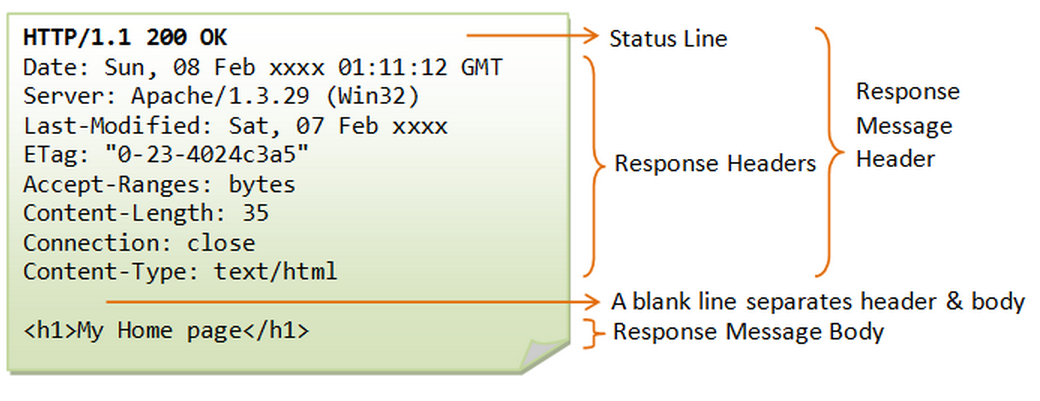 HTTP/1.1 200 OK
Date: Sun, 08 Feb xxxx 01:11:12 GMT
Server: Apache/1.3.29 (Win32)
Last-Modified: Sat, 07 Feb xxxx
ETag: "0-23-4024c3a5"
Accept-Ranges: bytes
Content-Length: 35
Connection: close
Content-Type: text/html
<h1>My Home page</h1>
Status Line
Response Headers
Response
Message
Header
A blank line separates header & body
Response Message Body